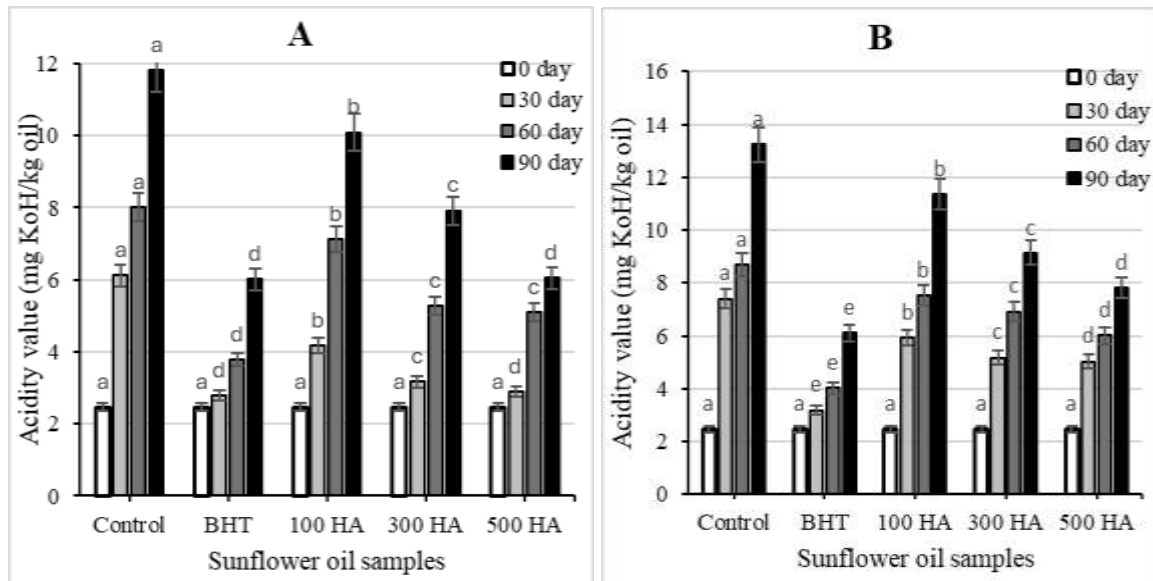 A
Acidity value (mg KoH/kg oil)
12
10
8
6
4
2
0
0 day
30 day
60 day
90 day
a a a a
a d d d
a b b b
a c c c
a d c d
Control BHT 100 HA 300 HA 500 HA
Sunflower oil samples
B
Acidity value (mg KoH/kg oil)
16
14
12
10
8
6
4
2
0
0 day
30 day
60 day
90 day
a a a a
a e e e
a b b b
a c c c
a d d d
Control BHT 100 HA 300 HA 500 HA
Sunflower oil samples